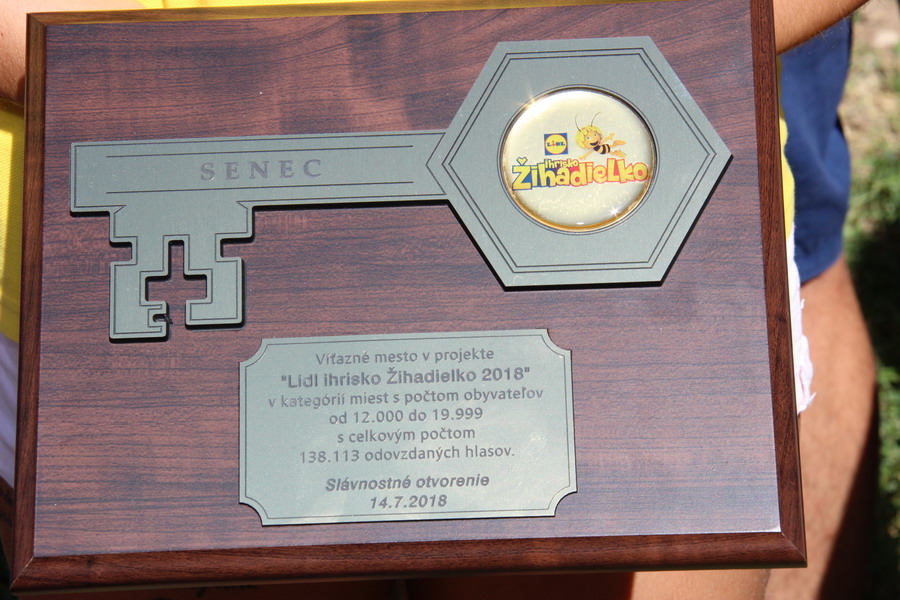 SENEC
LIDL
Ihrisko
ŽihadieLko
Víťazné mesto v projekte
"Lidl ihrisko Žihadielko 2018"
v kategórii miest s počtom obyvateľov
od 12.000 do 19.999
s celkovým počtom
138.113 odovzdaných hlasov.
Slávnostné otvorenie
14.7.2018